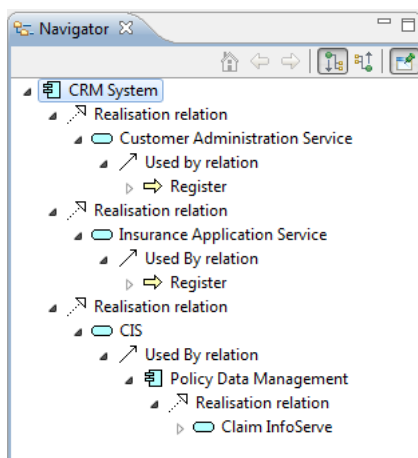 Navigator
CRM System
Realisation relation
Customer Administration Service
Used by relation
Register
Realisation relation
Insurance Application Service
Used By relation
Register
Realisation relation
CIS
Used By relation
Policy Data Management
Realisation relation
Claim InfoServe